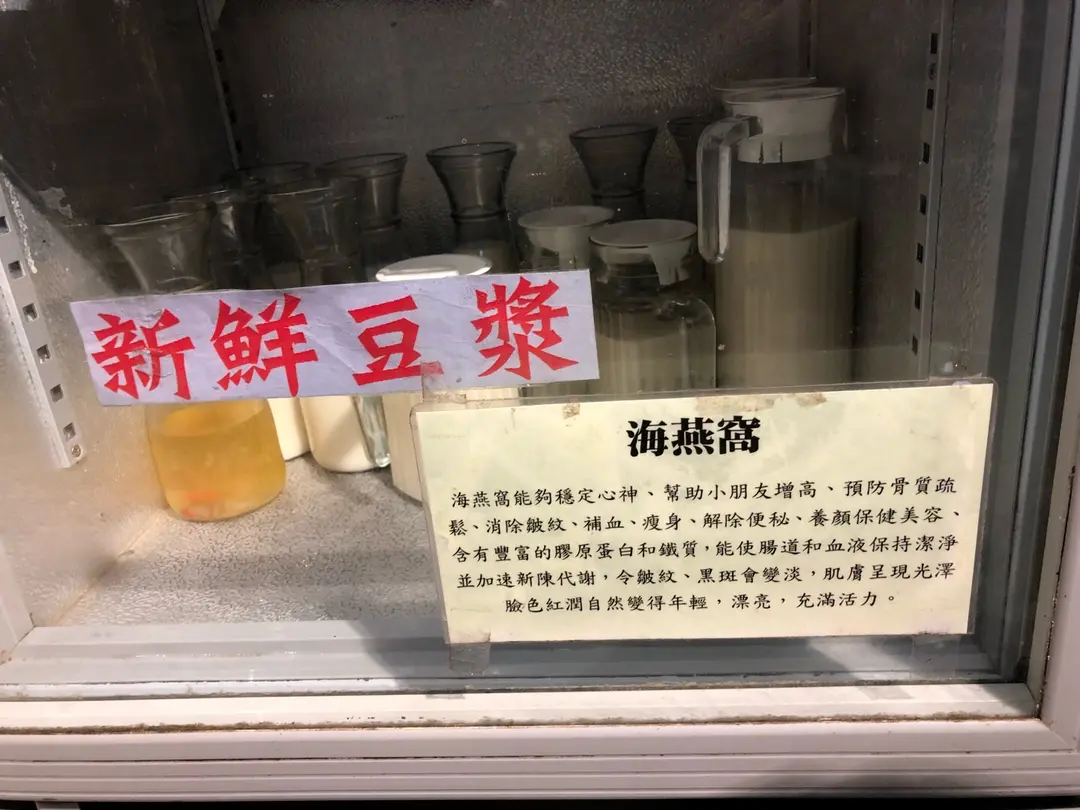 新鮮豆漿
海燕窩
海燕窩能夠穩定心神、幫助小朋友增高、預防骨質疏
鬆、消除皺紋、補血、瘦身、解除便秘、養顏保健美容、
含有豐富的膠原蛋白和鐵質，能使腸道和血液保持潔淨
並加速新陳代謝，令皺紋、黑斑會變淡，肌膚呈現光澤
臉色紅潤自然變得年輕，漂亮，充滿活力。